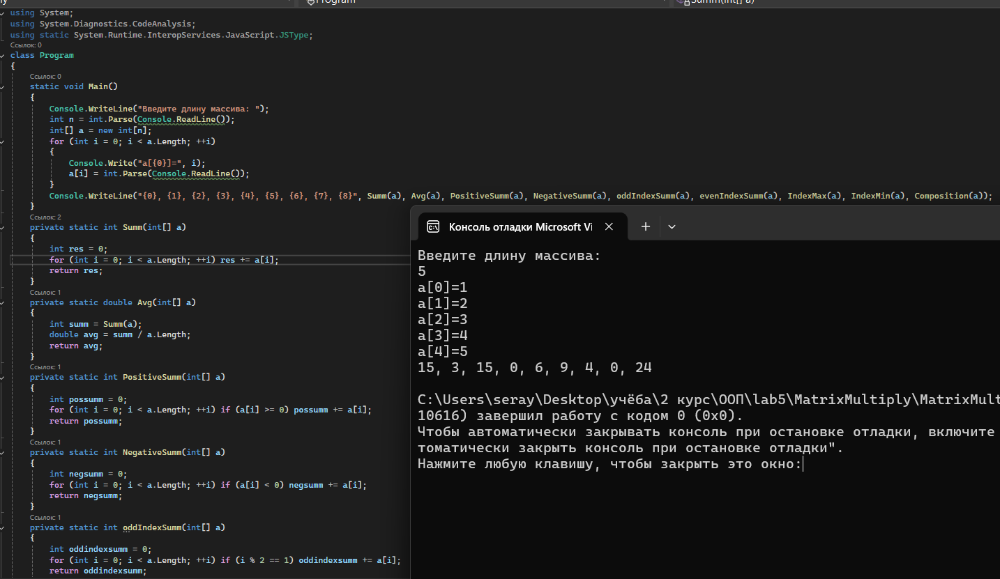 Program
Summ(int[] a)
using System;
using System.Diagnostics.CodeAnalysis;
using static System.Runtime.InteropServices.JavaScript.JSType;
Ссылок: 0
class Program
{
Ссылок: 0
static void Main()
{
Console.WriteLine("Введите длину массива: ");
int n = int.Parse(Console.ReadLine());
int[] a = new int[n];
for (int i = 0; i < a.Length; ++i)
{
Console.Write("a[{0}]=", i);
a[i] = int.Parse(Console.ReadLine());
}
Console.WriteLine("{0}, {1}, {2}, {3}, {4}, {5}, {6}, {7}, {8}", Summ(a), Avg(a), PositiveSumm(a), NegativeSumm(a), oddIndexSumm(a), evenIndexSumm(a), IndexMax(a), IndexMin(a), Composition(a));
}
Ссылок: 2
private static int Summ(int[] a)
{
int res = 0;
for (int i = 0; i < a.Length; ++i) res += a[i];
return res;
}
Ссылок: 1
private static double Avg(int[] a)
{
int summ = Summ(a);
double avg = summ / a.Length;
return avg;
}
Ссылок: 1
private static int PositiveSumm(int[] a)
{
int possumm = 0;
for (int i = 0; i < a.Length; ++i) if (a[i] >= 0) possumm += a[i];
return possumm;
}
Ссылок: 1
private static int NegativeSumm(int[] a)
{
int negsumm = 0;
for (int i = 0; i < a.Length; ++i) if (a[i] < 0) negsumm += a[i];
return negsumm;
}
Ссылок: 1
private static int oddIndexSumm(int[] a)
{
int oddindexsumm = 0;
for (int i = 0; i < a.Length; ++i) if (i % 2 == 1) oddindexsumm += a[i];
return oddindexsumm;
Консоль отладки Microsoft Vi
Введите длину массива:
5
a[0]=1
a[1]=2
a[2]=3
a[3]=4
a[4]=5
15, 3, 15, 0, 6, 9, 4, 0, 24
C:\Users\seray\Desktop\учёба\2 курс\ООП\lab5\MatrixMultiply\MatrixMult
10616) завершил работу с кодом 0 (0x0).
Чтобы автоматически закрывать консоль при остановке отладки, включите
томатически закрыть консоль при остановке отладки".
Нажмите любую клавишу, чтобы закрыть это окно: